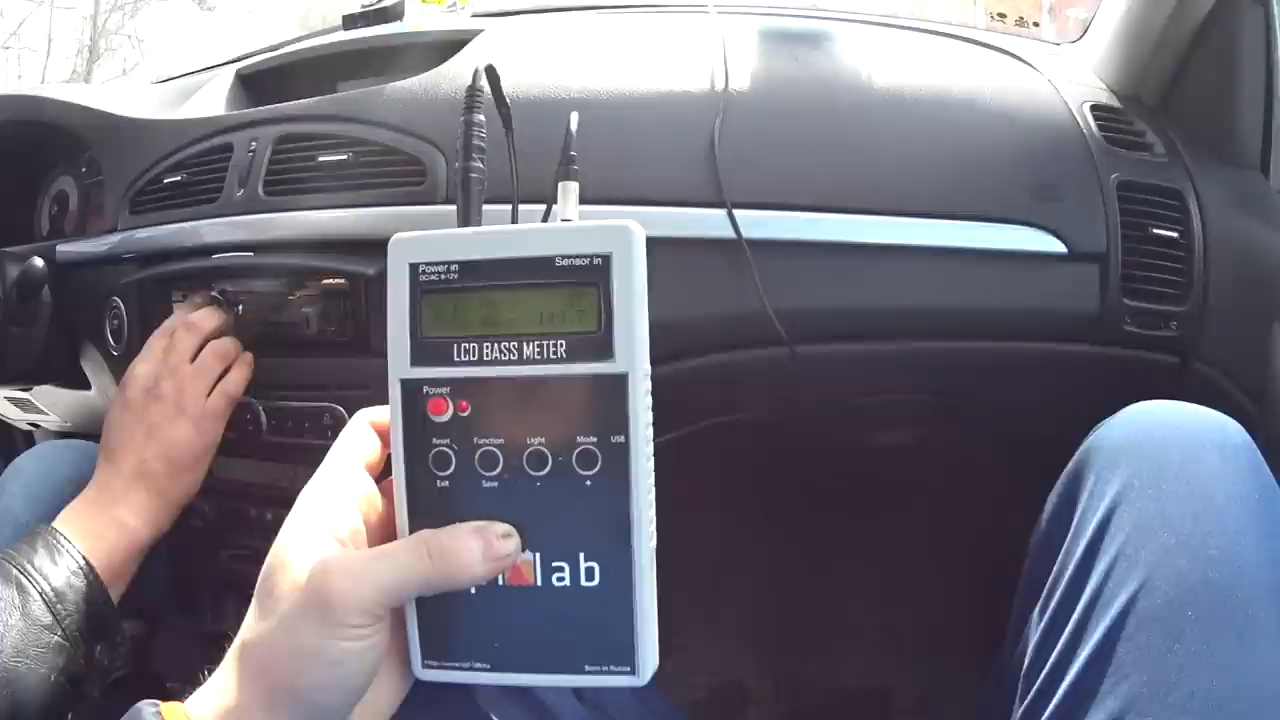 Power in
DC/AC 9-12V
Sensor in
LCD BASS METER
Power
Reset Function Light Mode USB
Exit Save - +
lab
Born in Russia